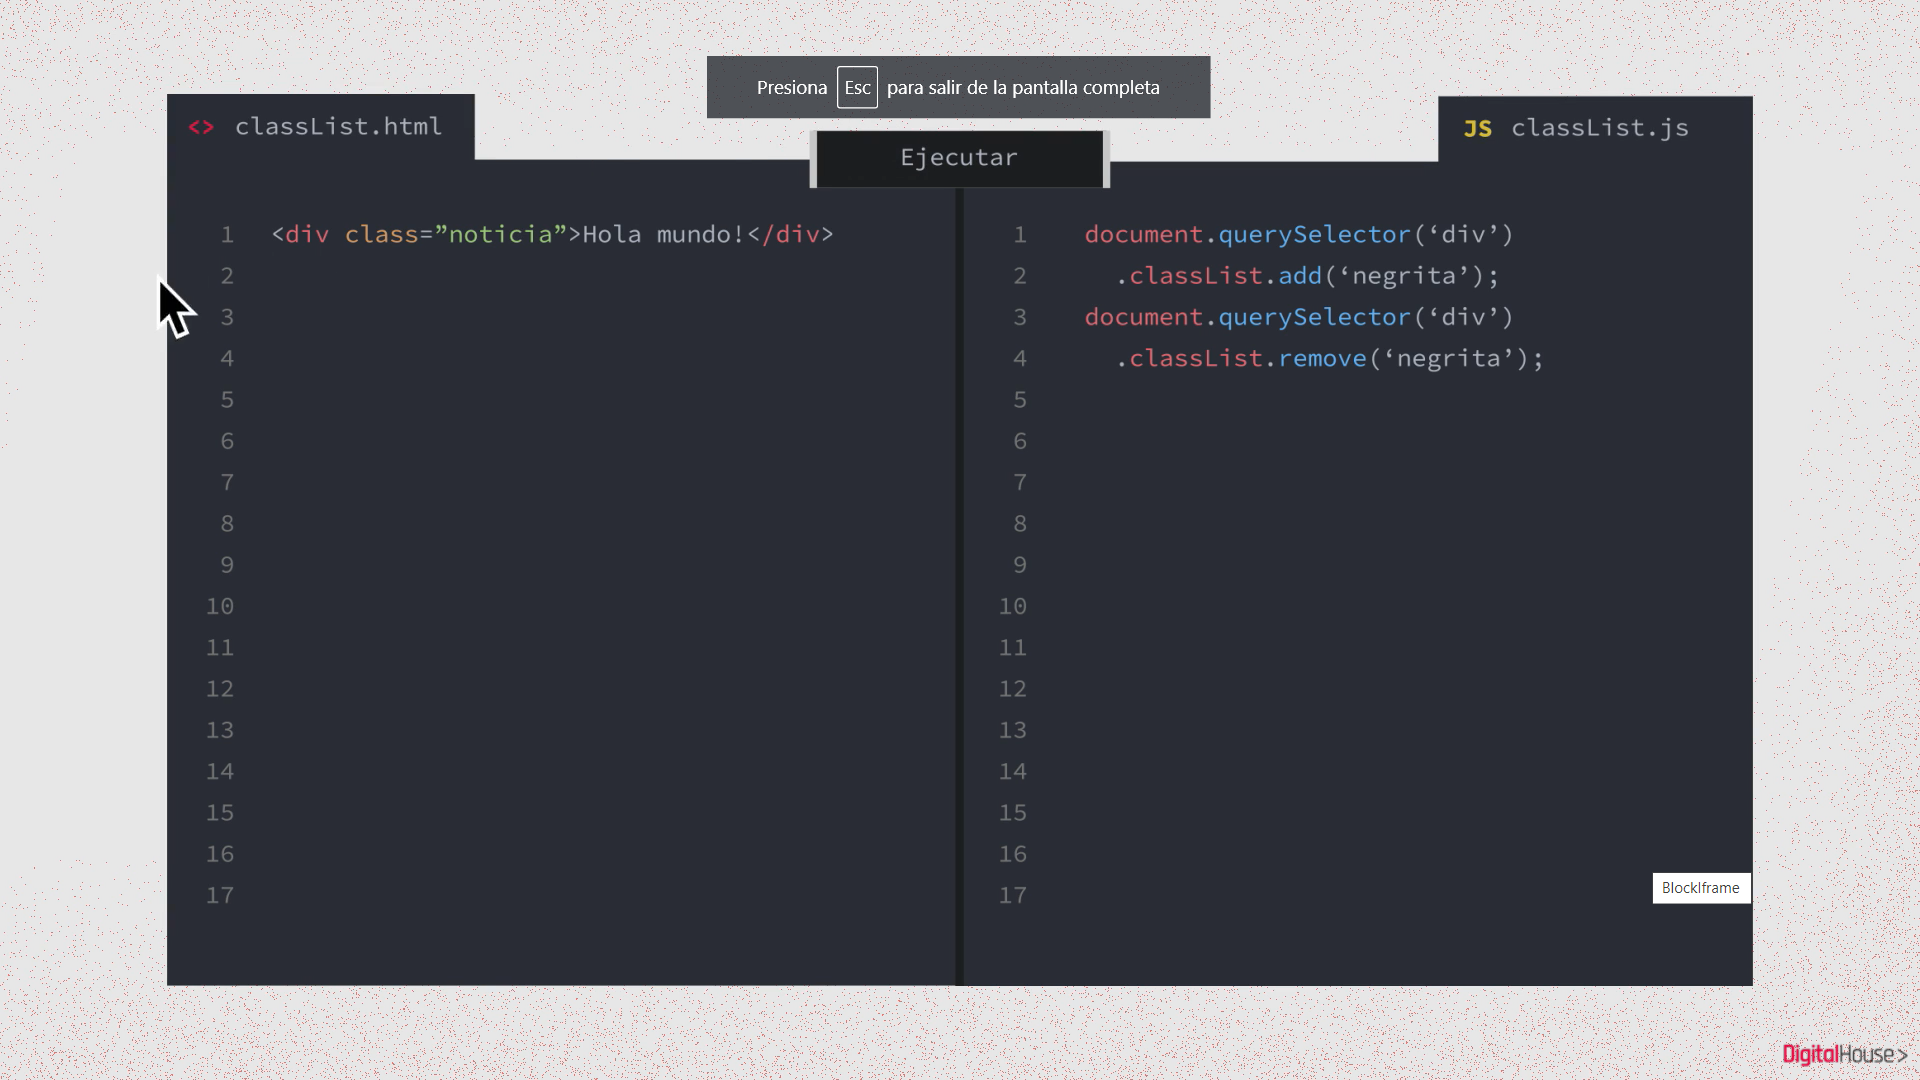 Presiona Esc para salir de la pantalla completa
<> classList.html
Ejecutar
JS classList.js
1 <div class=”noticia”>Hola mundo!</div>
2
3
4
5
6
7
8
9
10
11
12
13
14
15
16
17
1 document.querySelector(‘div’)
2 .classList.add(‘negrita’);
3 document.querySelector(‘div’)
4 .classList.remove(‘negrita’);
5
6
7
8
9
10
11
12
13
14
15
16
17
BlockIframe
DigitalHouse>